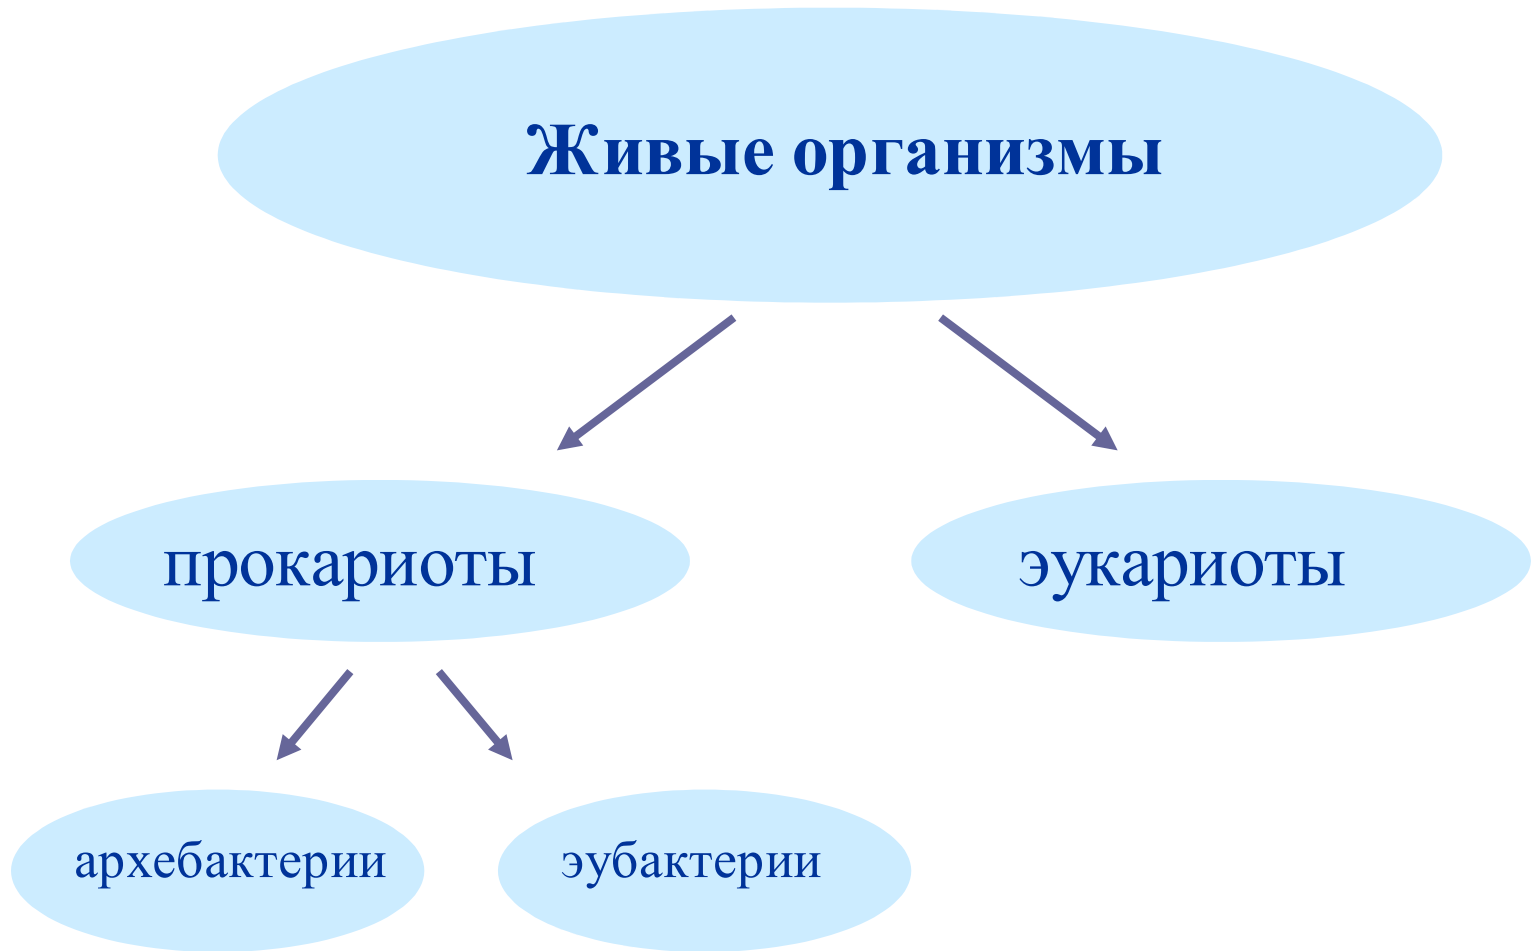 Живые организмы
прокариоты
эукариоты
архебактерии
эубактерии